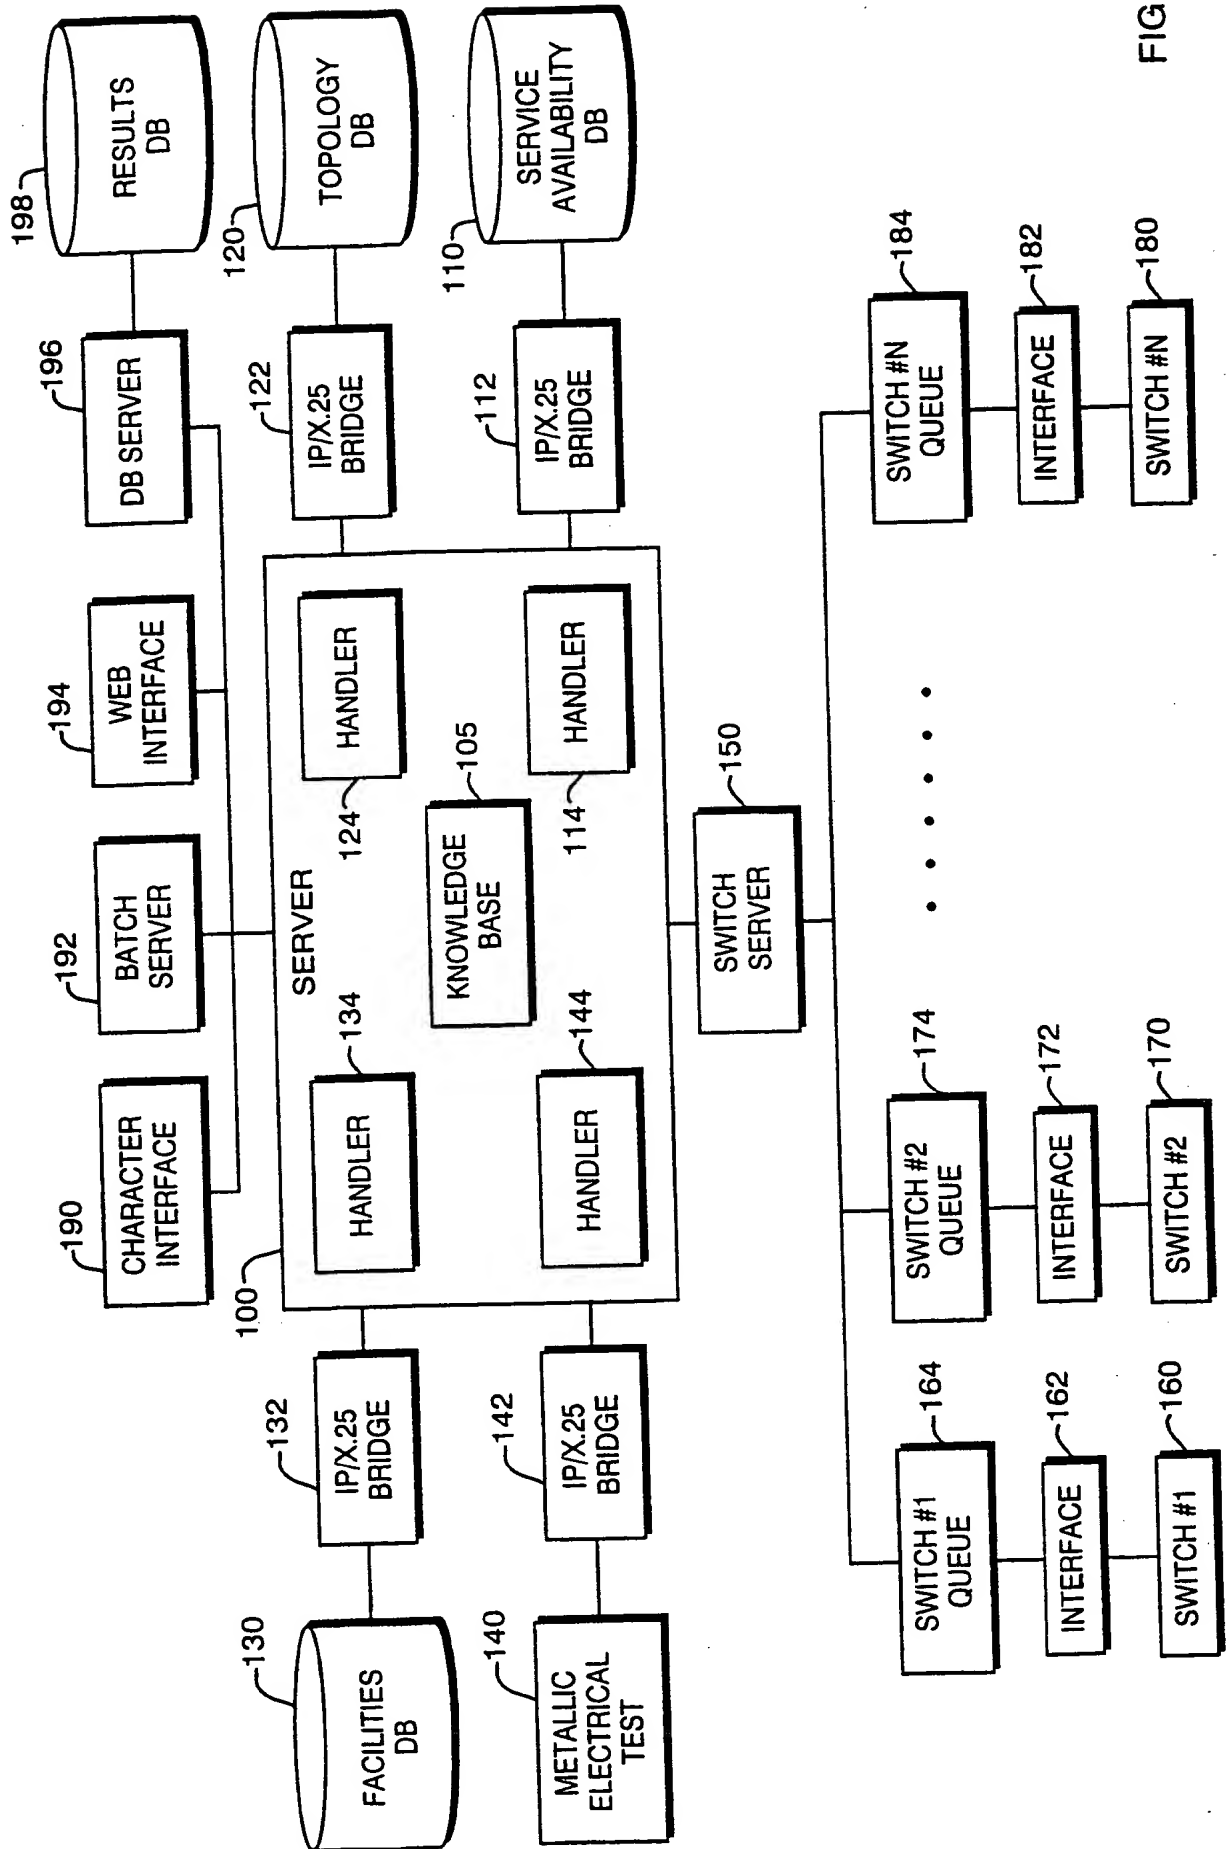 190
CHARACTER
INTERFACE
192
BATCH
SERVER
194
WEB
INTERFACE
196
DB SERVER
198
RESULTS
DB
130
FACILITIES
DB
132
IP/X.25
BRIDGE
100
SERVER
134
HANDLER
124
HANDLER
122
IP/X.25
BRIDGE
120
TOPOLOGY
DB
105
KNOWLEDGE
BASE
140
METALLIC
ELECTRICAL
TEST
142
IP/X.25
BRIDGE
144
HANDLER
114
HANDLER
112
IP/X.25
BRIDGE
110
SERVICE
AVAILABILITY
DB
150
SWITCH
SERVER
164
SWITCH #1
QUEUE
174
SWITCH #2
QUEUE
184
SWITCH #N
QUEUE
162
INTERFACE
172
INTERFACE
182
INTERFACE
160
SWITCH #1
170
SWITCH #2
180
SWITCH #N
FIG